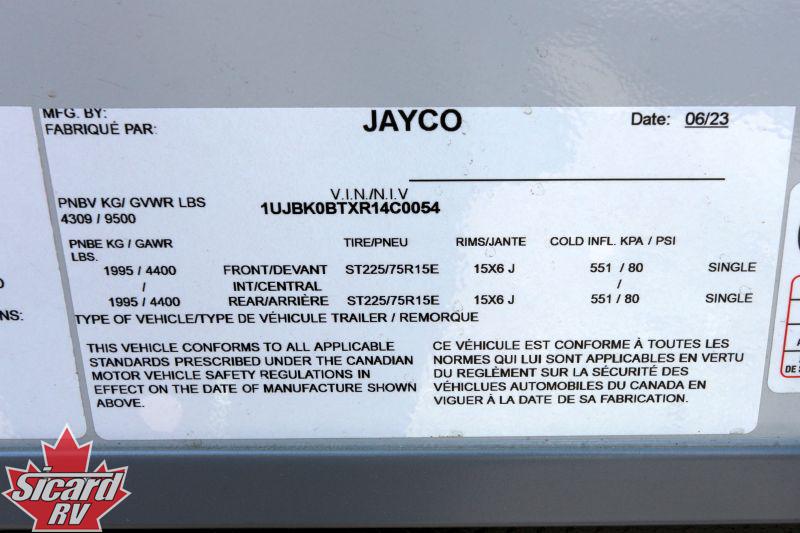 MFG. BY:
FABRIQUÉ PAR: JAYCO Date: 06/23
V.I.N./N.I.V
PNBV KG/ GVWR LBS 1UJBK0BTXR14C0054
4309 / 9500
PNBE KG / GAWR TIRE/PNEU RIMS/JANTE COLD INFL. KPA / PSI
LBS.
1995 / 4400 FRONT/DEVANT ST225/75R15E 15X6 J 551 / 80 SINGLE
/ INT/CENTRAL /
1995 / 4400 REAR/ARRIÈRE ST225/75R15E 15X6 J 551 / 80 SINGLE
TYPE OF VEHICLE/TYPE DE VÉHICULE TRAILER / REMORQUE
THIS VEHICLE CONFORMS TO ALL APPLICABLE
STANDARDS PRESCRIBED UNDER THE CANADIAN
MOTOR VEHICLE SAFETY REGULATIONS IN
EFFECT ON THE DATE OF MANUFACTURE SHOWN
ABOVE.
CE VÉHICULE EST CONFORME À TOUTES LES
NORMES QUI LUI SONT APPLICABLES EN VERTU
DU REGLÈMENT SUR LA SÉCURITÉ DES
VÉHICLUES AUTOMOBILES DU CANADA EN
VIGUER À LA DATE DE SA FABRICATION.
NS:
DE
Sicard
RV